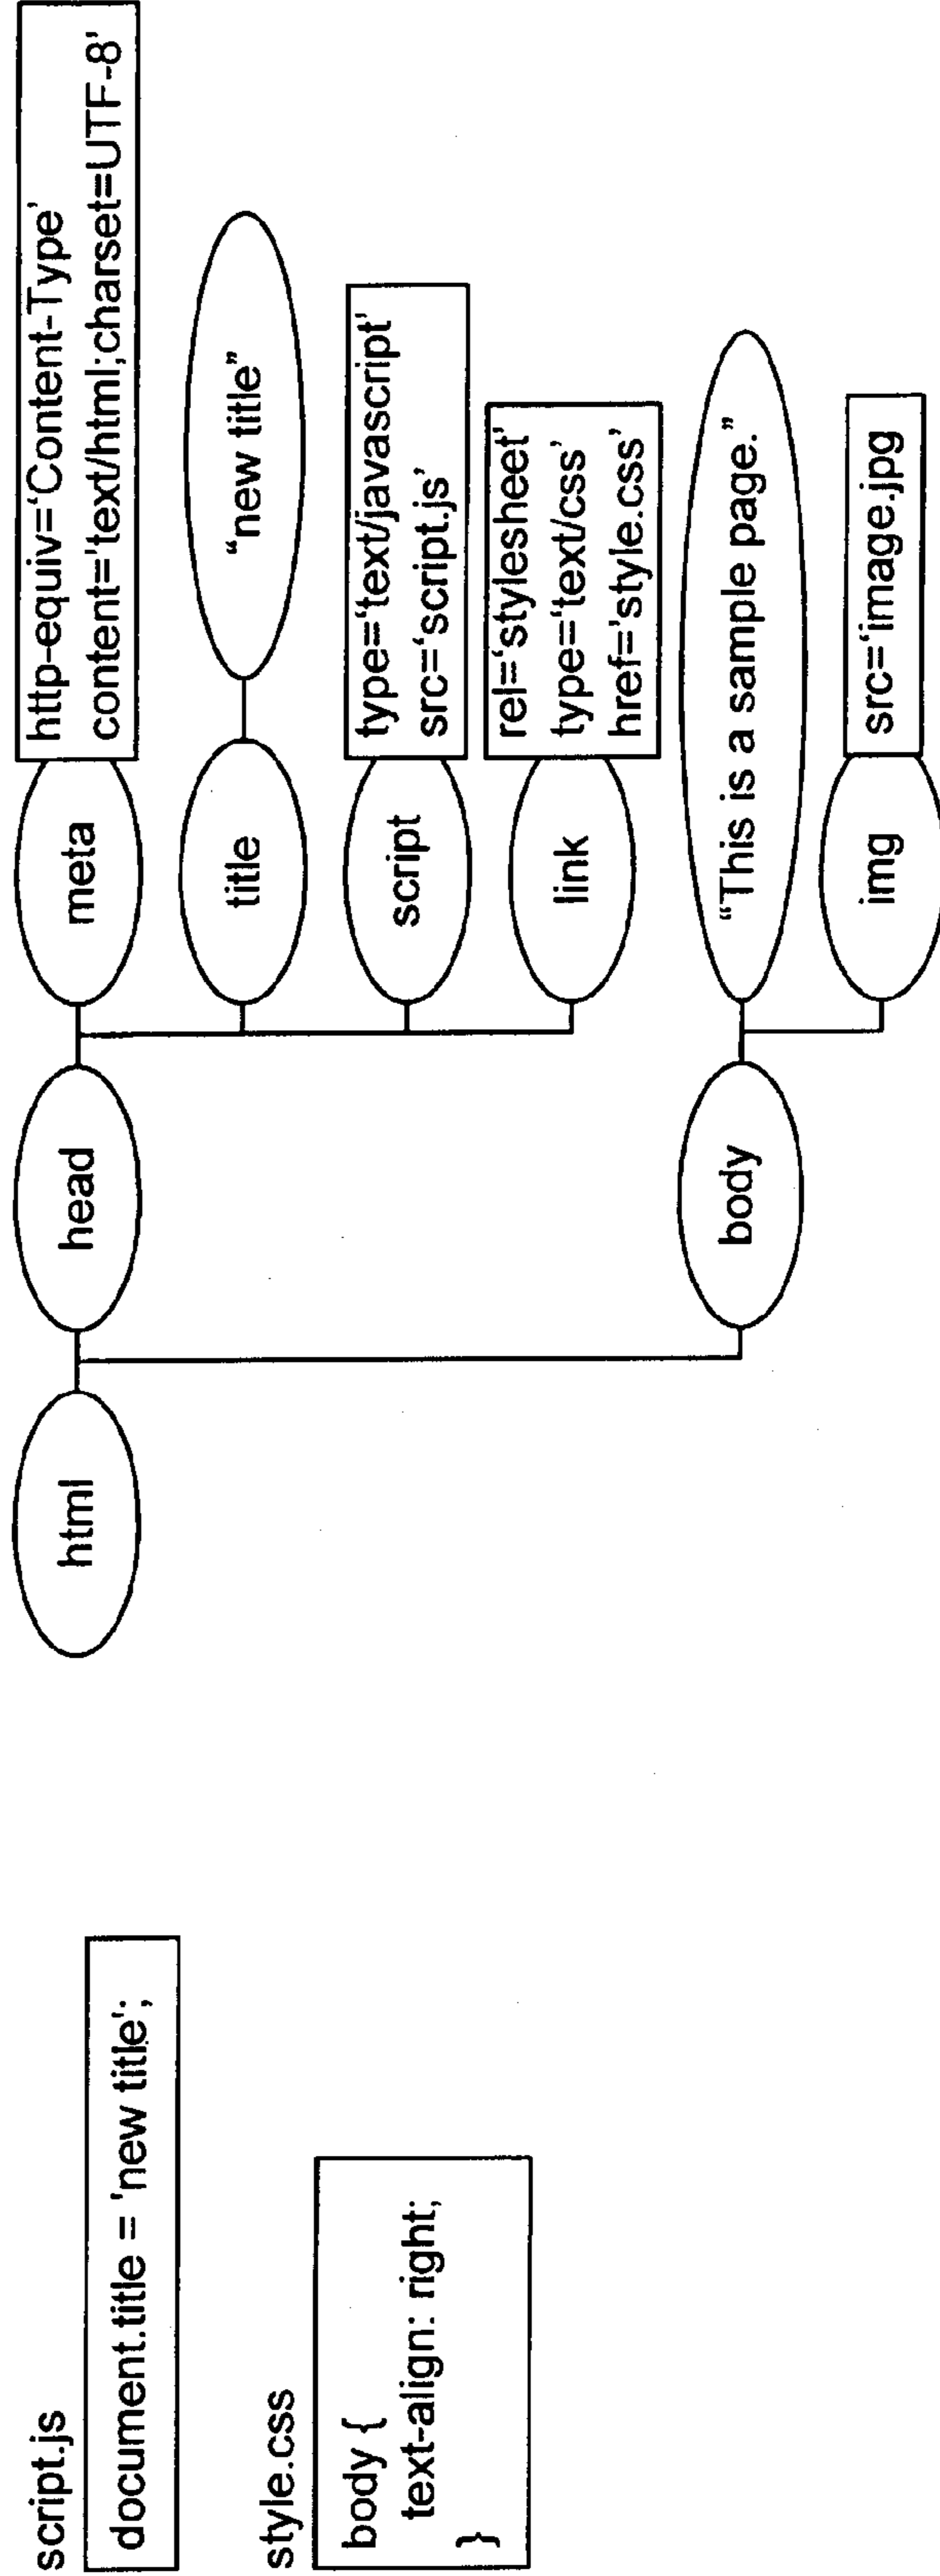 script.js
document.title = 'new title';
style.css
body {
text-align: right;
}
html
head
meta
http-equiv=‘Content-Type’
content='text/html;charset=UTF-8'
title
“new title”
script
type=‘text/javascript’
src=‘script.js’
link
rel=‘stylesheet’
type=‘text/css’
href='style.css’
body
“This is a sample page.”
img
src=‘image.jpg